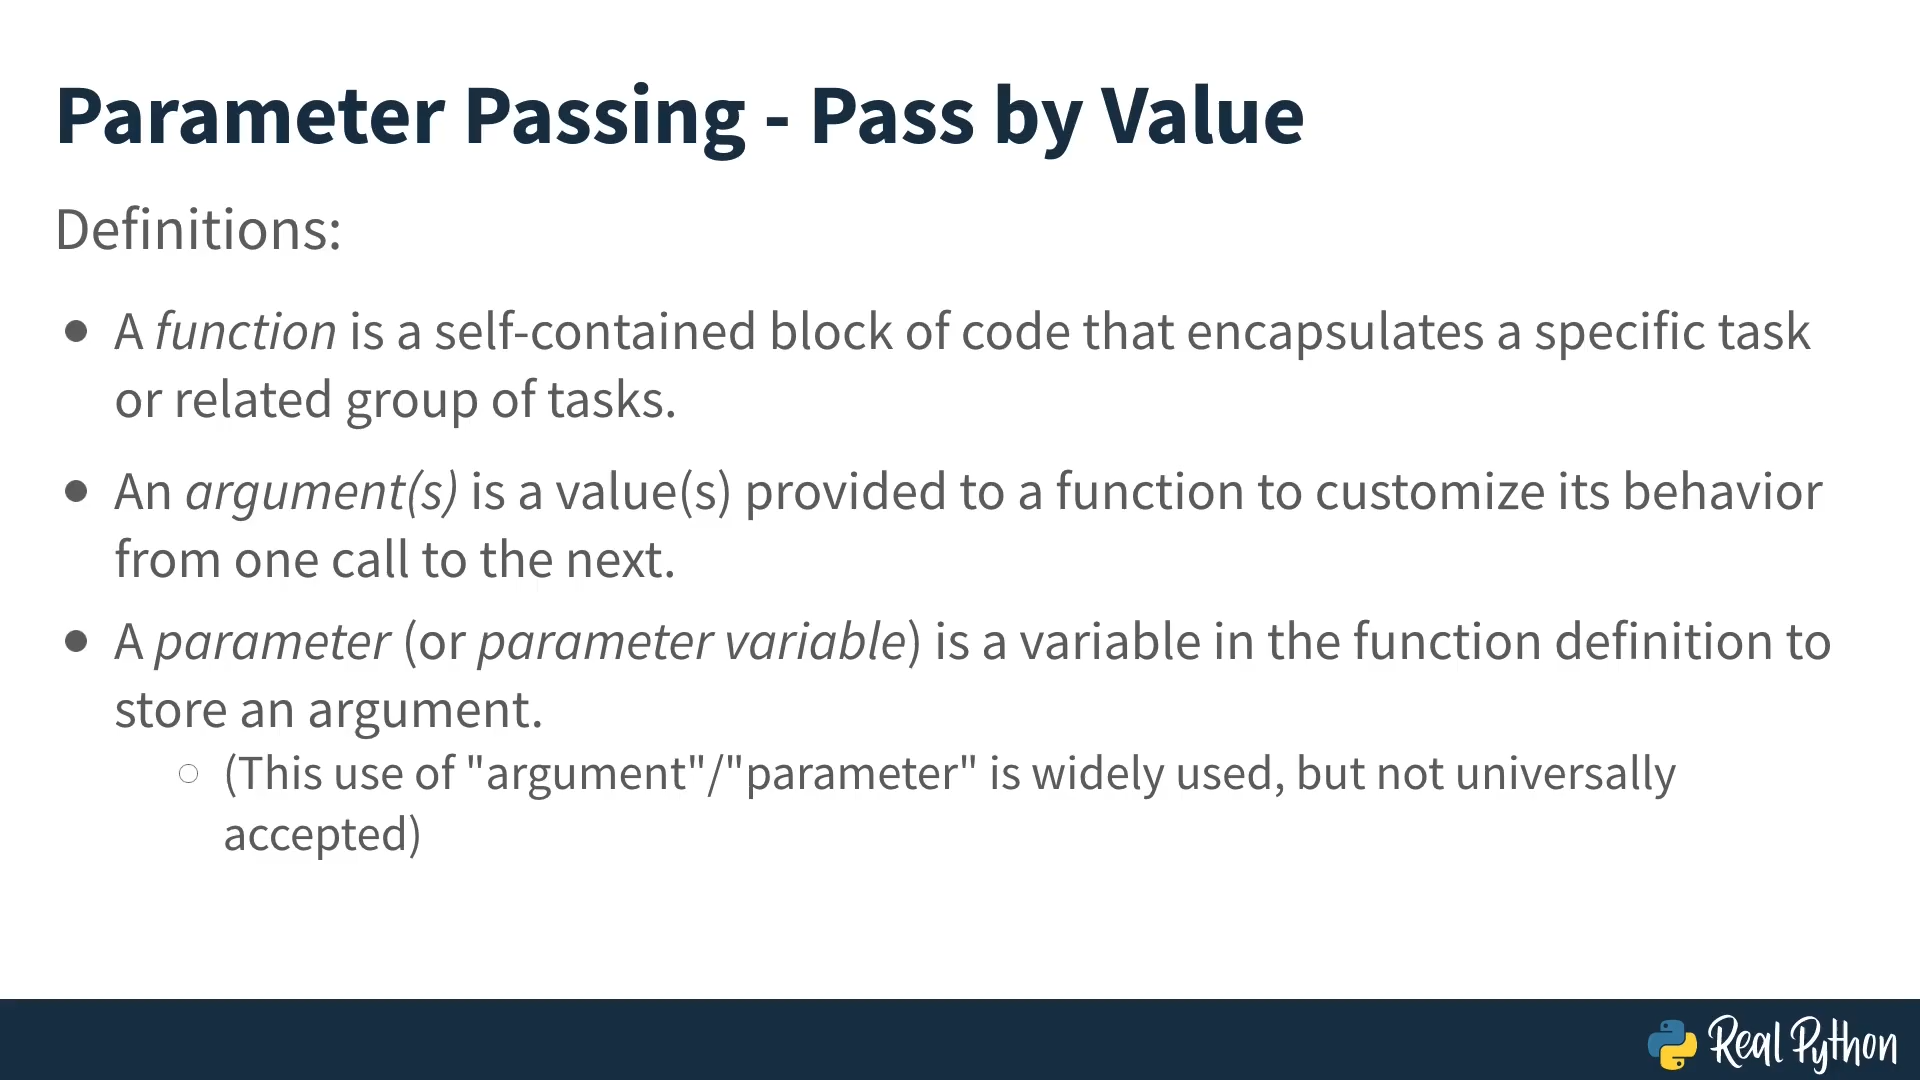 Parameter Passing - Pass by Value
Definitions:
● A function is a self-contained block of code that encapsulates a specific task
or related group of tasks.
● An argument(s) is a value(s) provided to a function to customize its behavior
from one call to the next.
● A parameter (or parameter variable) is a variable in the function definition to
store an argument.
○ (This use of "argument"/"parameter" is widely used, but not universally
accepted)
Real Python